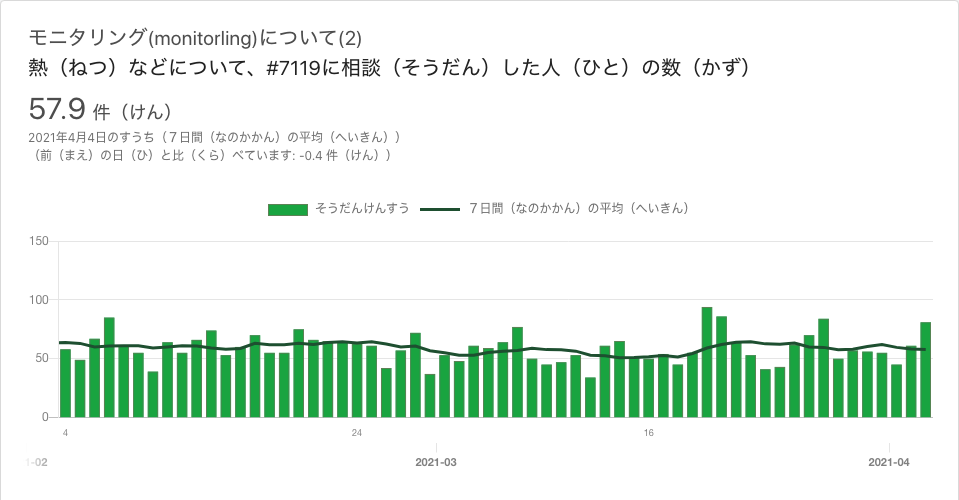 モニタリング(monitorling)について(2)
熱（ねつ）などについて、#7119に相談（そうだん）した人（ひと）の数（かず）
57.9 件（けん）
2021年4月4日のすうち（７日間（なのかかん）の平均（へいきん））
（前（まえ）の日（ひ）と比（くら）べています: -0.4 件（けん））
そうだんけんすう ７日間（なのかかん）の平均（へいきん）
150
100
50
0
4 24 16
-02 2021-03 2021-04